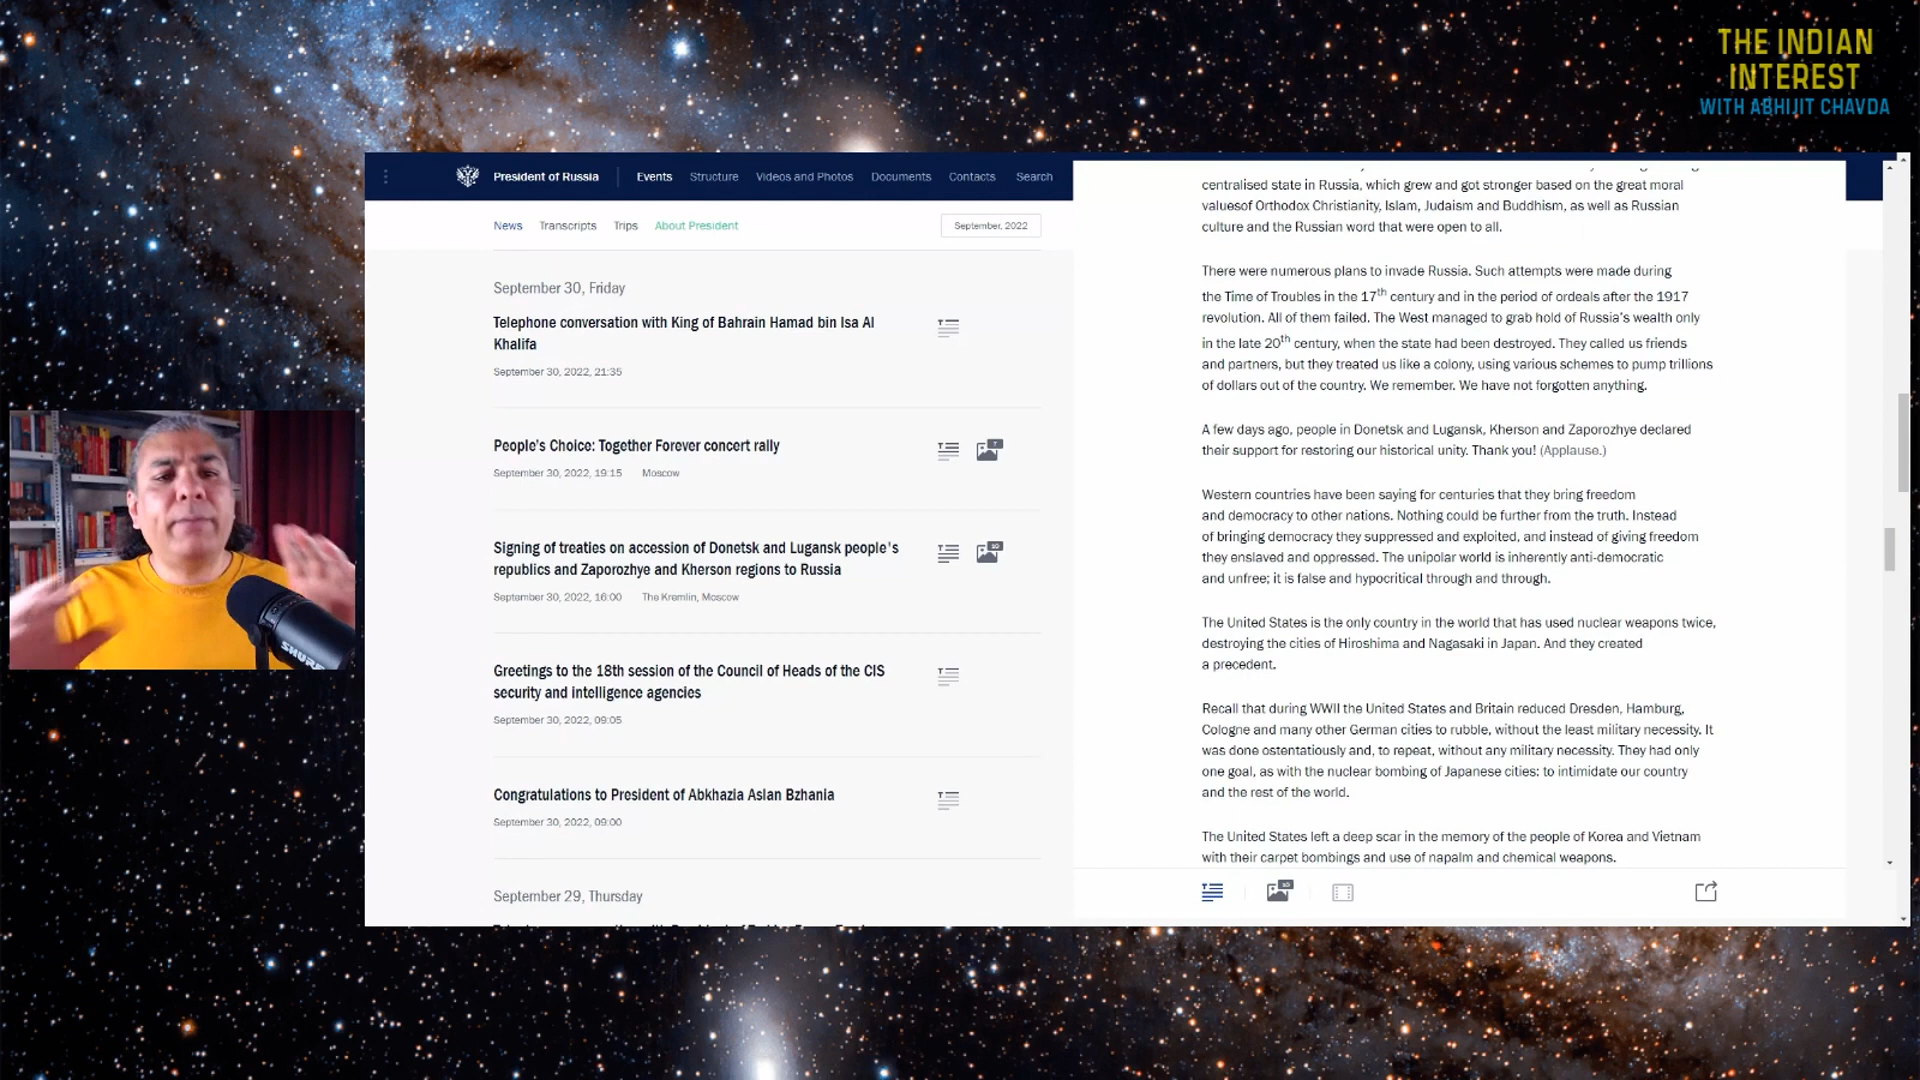 THE INDIAN
INTEREST
WITH ABHIJIT CHAVDA
President of Russia
Events
Structure
Videos and Photos
Documents
Contacts
Search
News
Transcripts
Trips
About President
September, 2022
September 30, Friday
Telephone conversation with King of Bahrain Hamad bin Isa Al
Khalifa
September 30, 2022, 21:35
People's Choice: Together Forever concert rally
September 30, 2022, 19:15 Moscow
Signing of treaties on accession of Donetsk and Lugansk people's
republics and Zaporozhye and Kherson regions to Russia
September 30, 2022, 16:00 The Kremlin, Moscow
Greetings to the 18th session of the Council of Heads of the CIS
security and intelligence agencies
September 30, 2022, 09:05
Congratulations to President of Abkhazia Aslan Bzhania
September 30, 2022, 09:00
September 29, Thursday
centralised state in Russia, which grew and got stronger based on the great moral
valuesof Orthodox Christianity, Islam, Judaism and Buddhism, as well as Russian
culture and the Russian word that were open to all.
There were numerous plans to invade Russia. Such attempts were made during
the Time of Troubles in the 17th century and in the period of ordeals after the 1917
revolution. All of them failed. The West managed to grab hold of Russia's wealth only
in the late 20th century, when the state had been destroyed. They called us friends
and partners, but they treated us like a colony, using various schemes to pump trillions
of dollars out of the country. We remember. We have not forgotten anything.
A few days ago, people in Donetsk and Lugansk, Kherson and Zaporozhye declared
their support for restoring our historical unity. Thank you! (Applause.)
Western countries have been saying for centuries that they bring freedom
and democracy to other nations. Nothing could be further from the truth. Instead
of bringing democracy they suppressed and exploited, and instead of giving freedom
they enslaved and oppressed. The unipolar world is inherently anti-democratic
and unfree; it is false and hypocritical through and through.
The United States is the only country in the world that has used nuclear weapons twice,
destroying the cities of Hiroshima and Nagasaki in Japan. And they created
a precedent.
Recall that during WWII the United States and Britain reduced Dresden, Hamburg,
Cologne and many other German cities to rubble, without the least military necessity. It
was done ostentatiously and, to repeat, without any military necessity. They had only
one goal, as with the nuclear bombing of Japanese cities: to intimidate our country
and the rest of the world.
The United States left a deep scar in the memory of the people of Korea and Vietnam
with their carpet bombings and use of napalm and chemical weapons.
SHURE